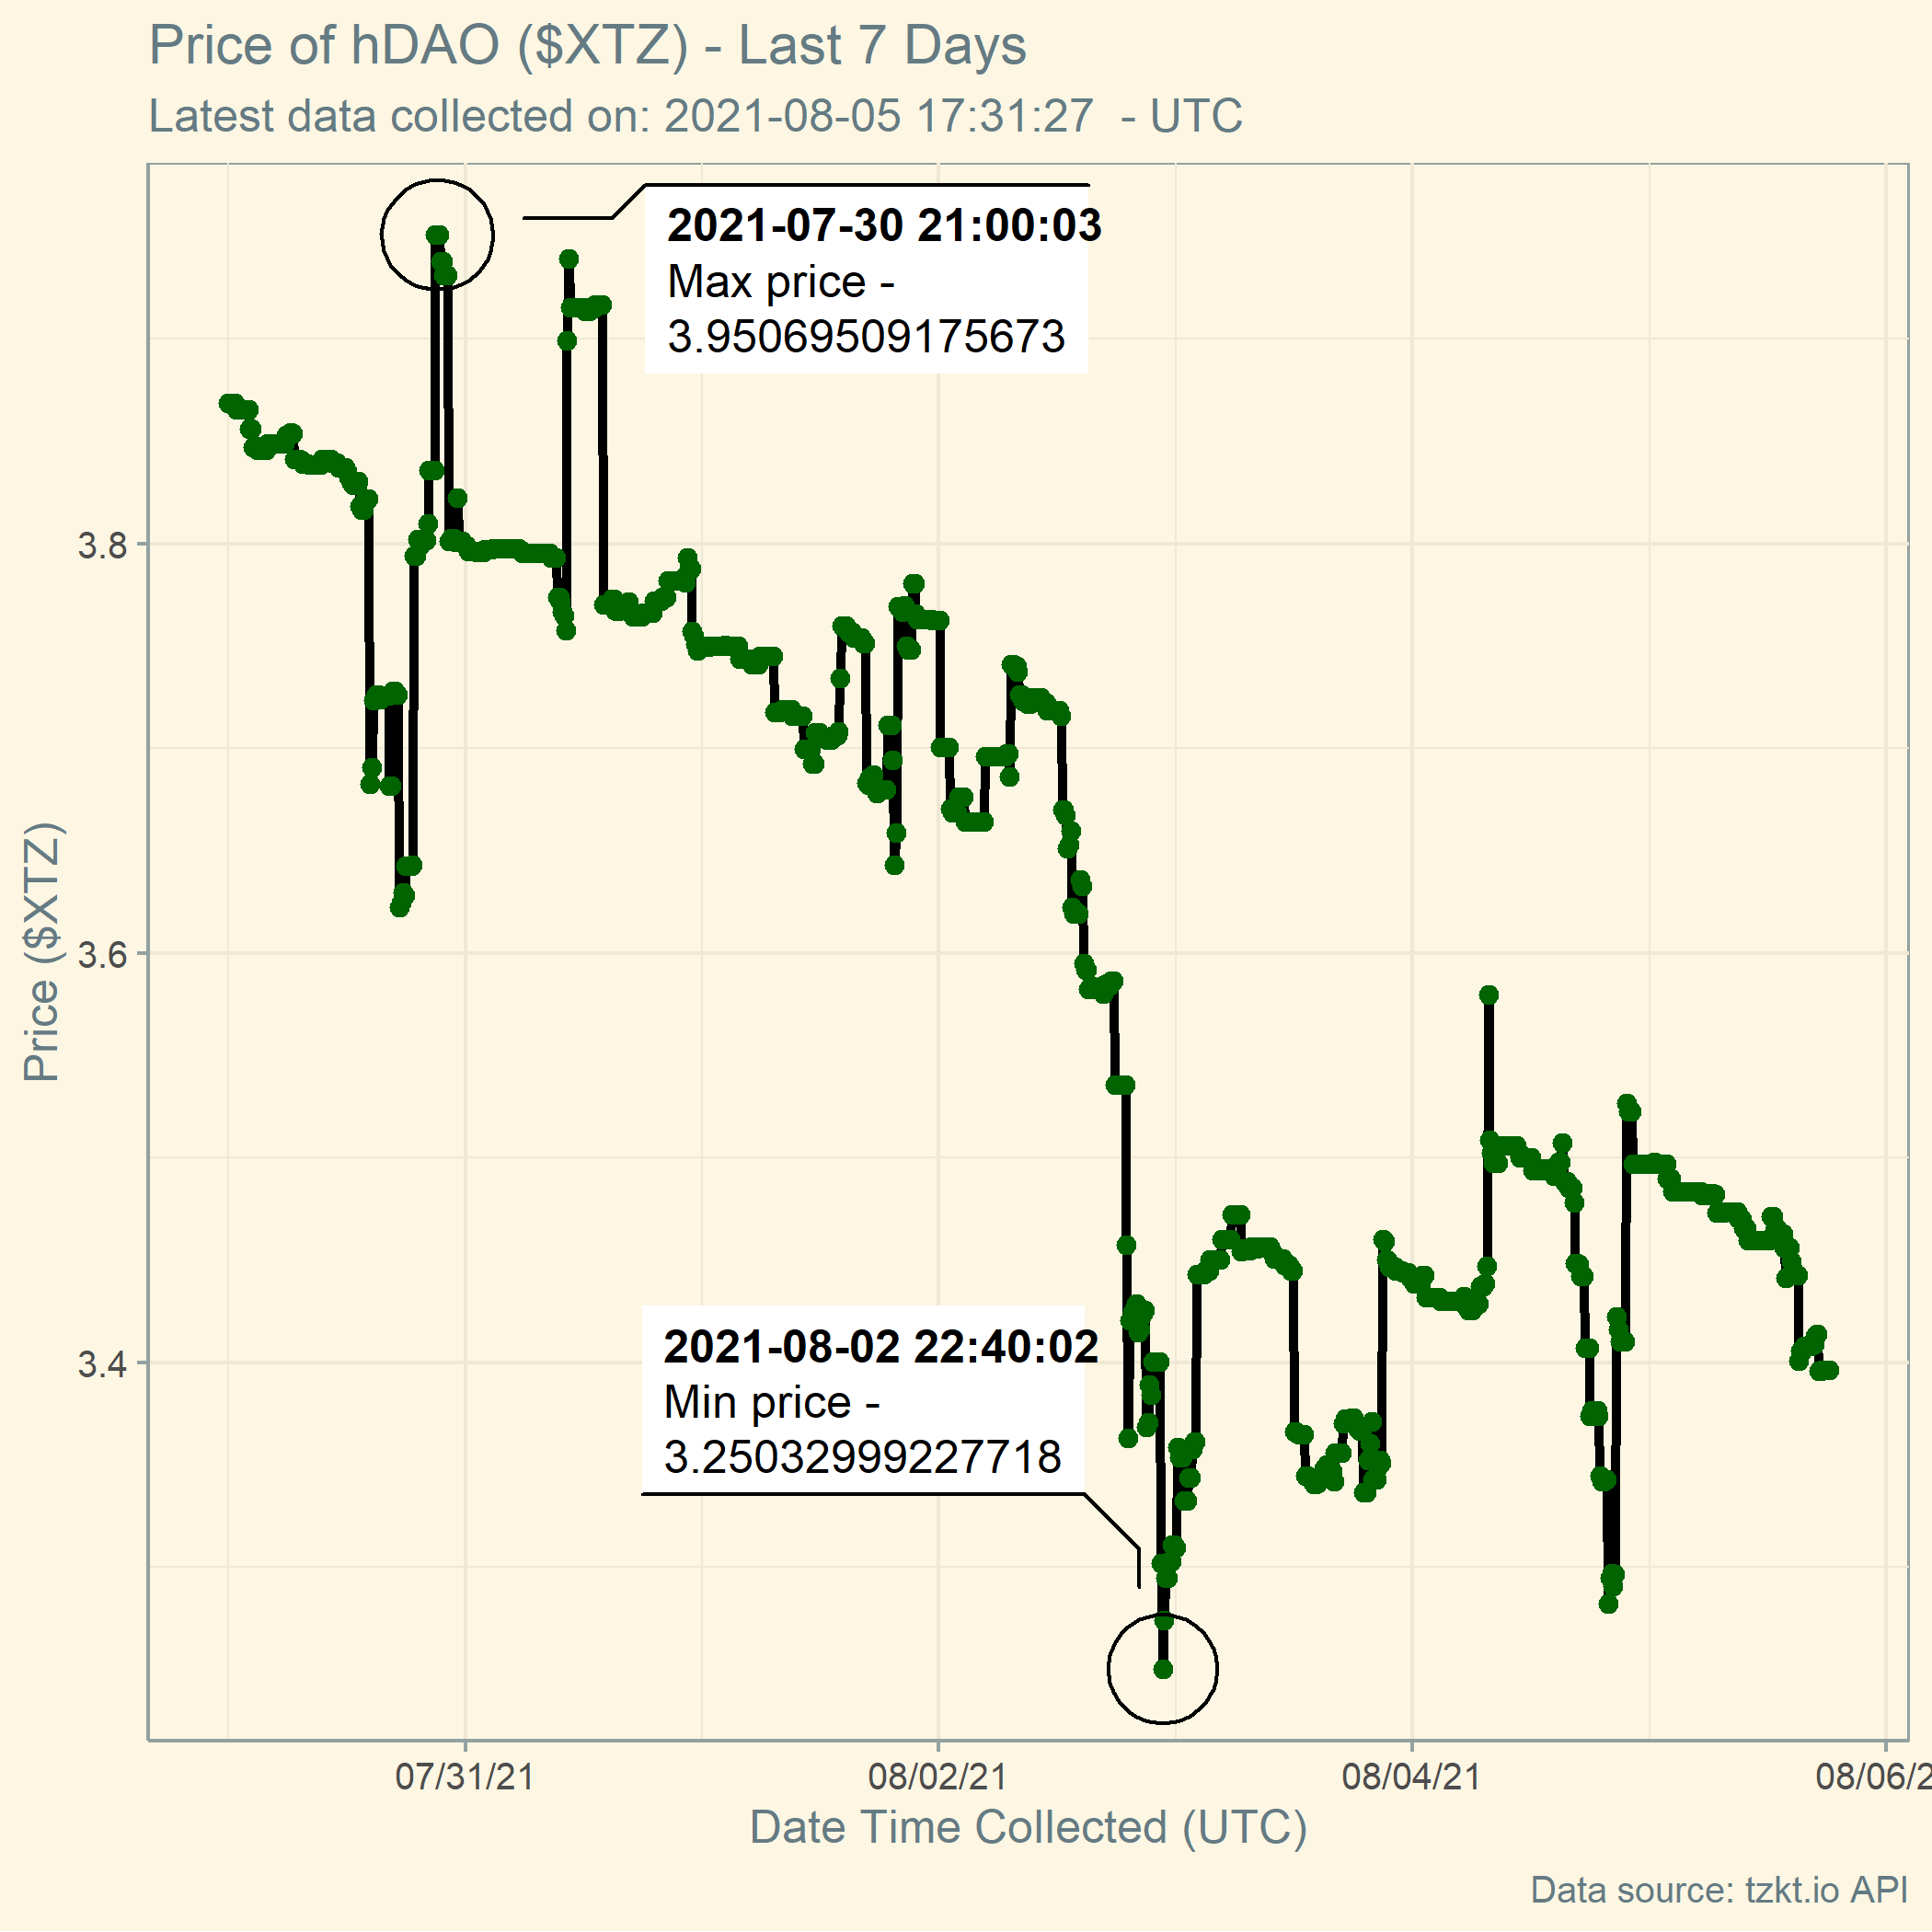 Price of hDAO ($XTZ) - Last 7 Days
Latest data collected on: 2021-08-05 17:31:27  - UTC
2021-07-30 21:00:03
Max price -
3.95069509175673
3.8
3.6
3.4
Price ($XTZ)
2021-08-02 22:40:02
Min price -
3.25032999227718
07/31/21 08/02/21 08/04/21 08/06/2
Date Time Collected (UTC)
Data source: tzkt.io API